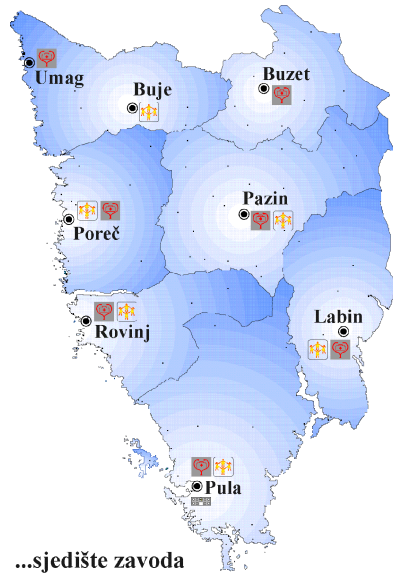 Umag
Buje
Buzet
Pazin
Poreč
Rovinj
Labin
Pula
...sjedište zavoda